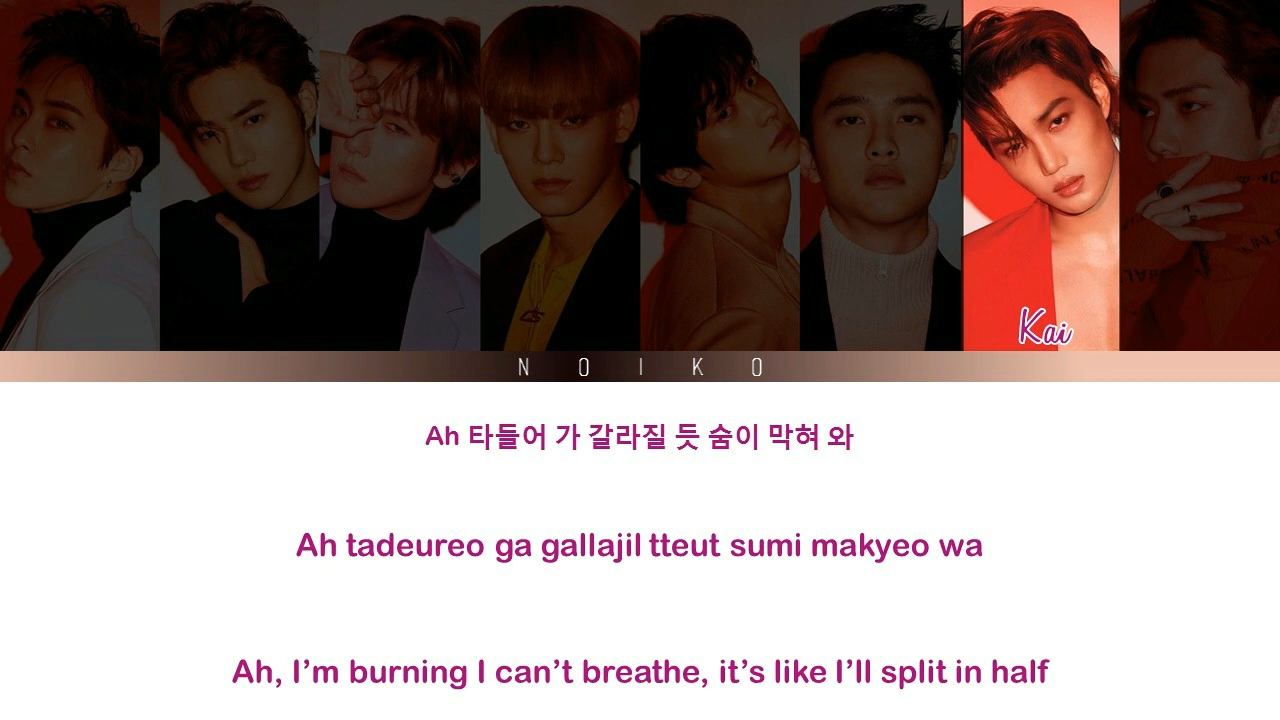 Kai
NOIKO
Ah 타들어 가 갈라질 듯 숨이 막혀 와
Ah tadeureo ga gallajil tteut sumi makyeo wa
Ah, I’m burning I can’t breathe, it’s like I’ll split in half